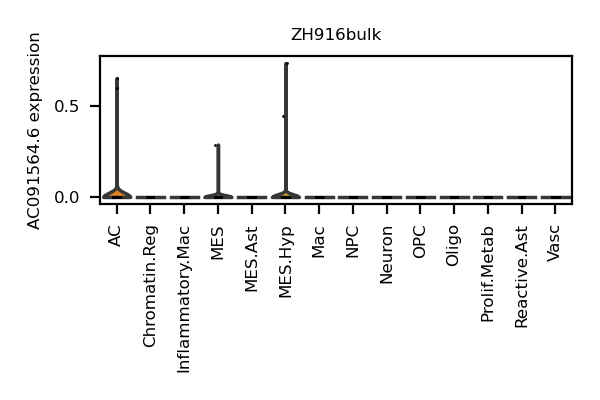 ZH916bulk
AC091564.6 expression
0.5
0.0
AC
Chromatin.Reg
Inflammatory.Mac
MES
MES.Ast
MES.Hyp
Mac
NPC
Neuron
OPC
Oligo
Prolif.Metab
Reactive.Ast
Vasc